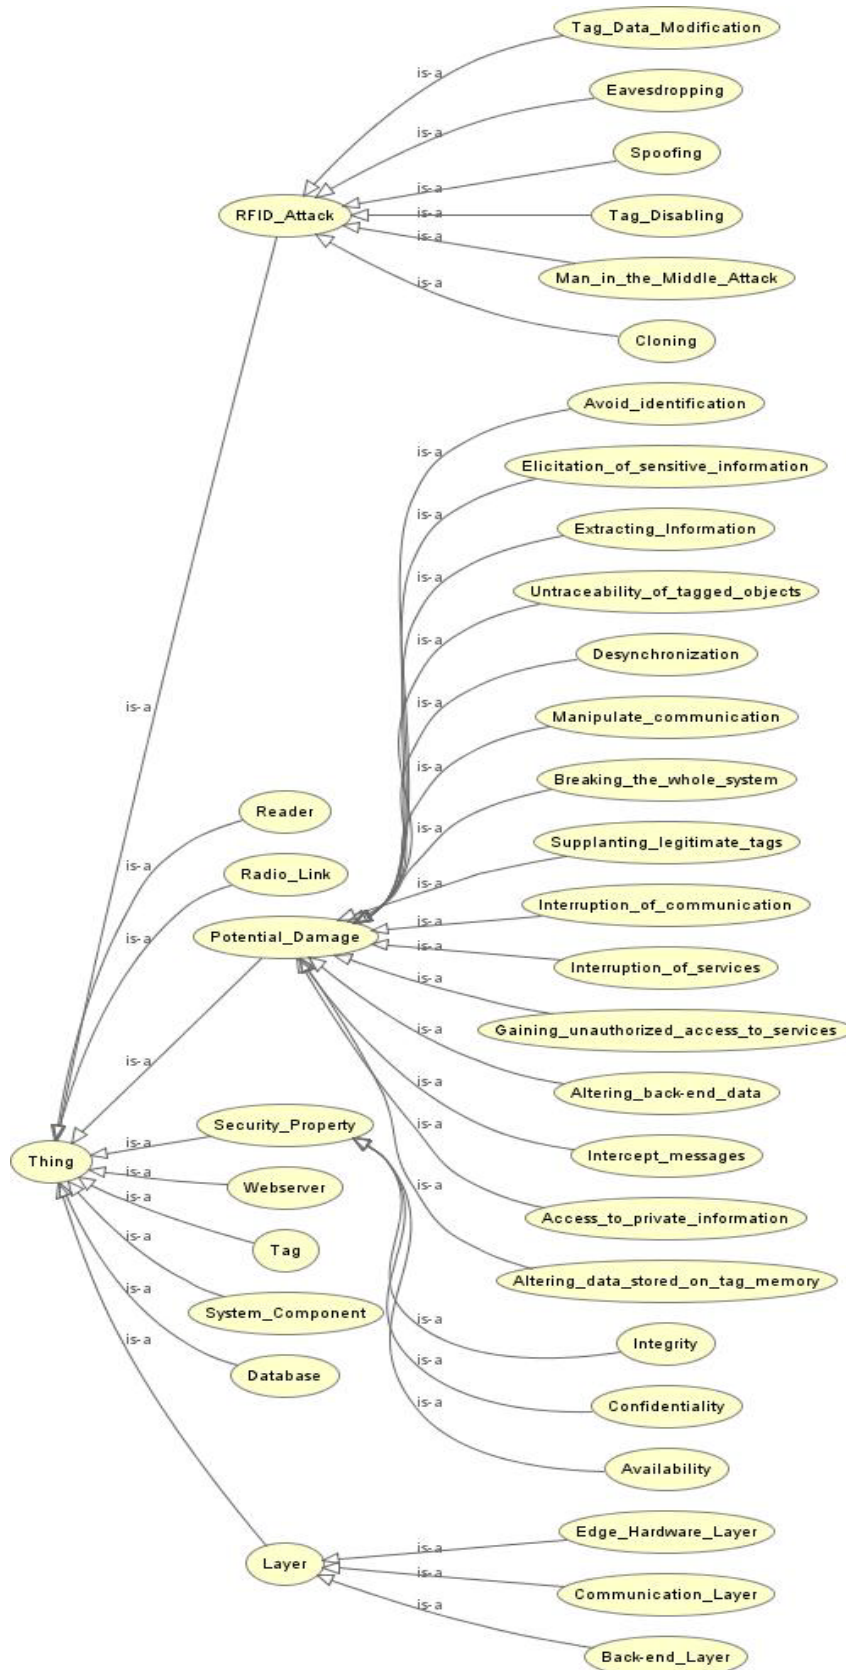 Tag_Data_Modification
is-a
Eavesdropping
is-a
Spoofing
is-a
RFID_Attack
is-a
Tag_Disabling
is-a
Man_in_the_Middle_Attack
is-a
Cloning
Avoid_identification
is-a
Elicitation_of_sensitive_information
is-a
Extracting_Information
is-a
Untraceability_of_tagged_objects
is-a
Desynchronization
is-a
is-a
Manipulate_communication
is-a
Breaking_the_whole_system
Reader
is-a
Supplanting_legitimate_tags
is-a
Radio_Link
is-a
Interruption_of_communication
is-a
Potential_Damage
is-a
is-a
Interruption_of_services
Gaining_unauthorized_access_to_services
is-a
is-a
Altering_back-end_data
is-a
Security_Property
is-a
is-a
Thing
Intercept_messages
is-a
Webserver
is-a
is-a
Access_to_private_information
Tag
Altering_data_stored_on_tag_memory
is-a
System_Component
is-a
is-a
Integrity
is-a
Database
Confidentiality
is-a
Availability
Edge_Hardware_Layer
is-a
Layer
is-a
Communication_Layer
is-a
Back-end_Layer